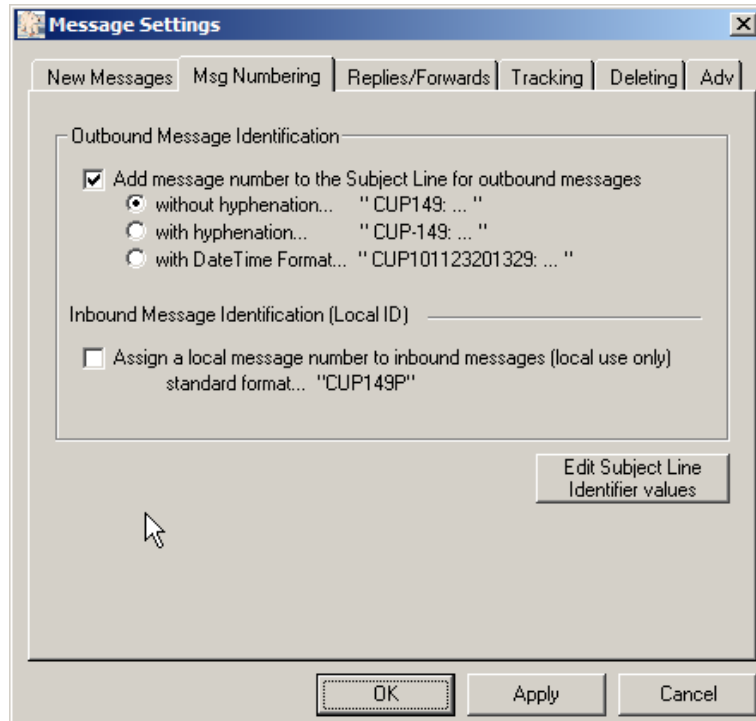 Message Settings
New Messages Msg Numbering Replies/Forwards Tracking Deleting Adv
Outbound Message Identification
Add message number to the Subject Line for outbound messages
without hyphenation... " CUP149: ... "
with hyphenation... " CUP-149: ... "
with DateTime Format... " CUP101123201329: ... "
Inbound Message Identification (Local ID)
Assign a local message number to inbound messages (local use only)
standard format... "CUP149P"
Edit Subject Line
Identifier values
OK Apply Cancel